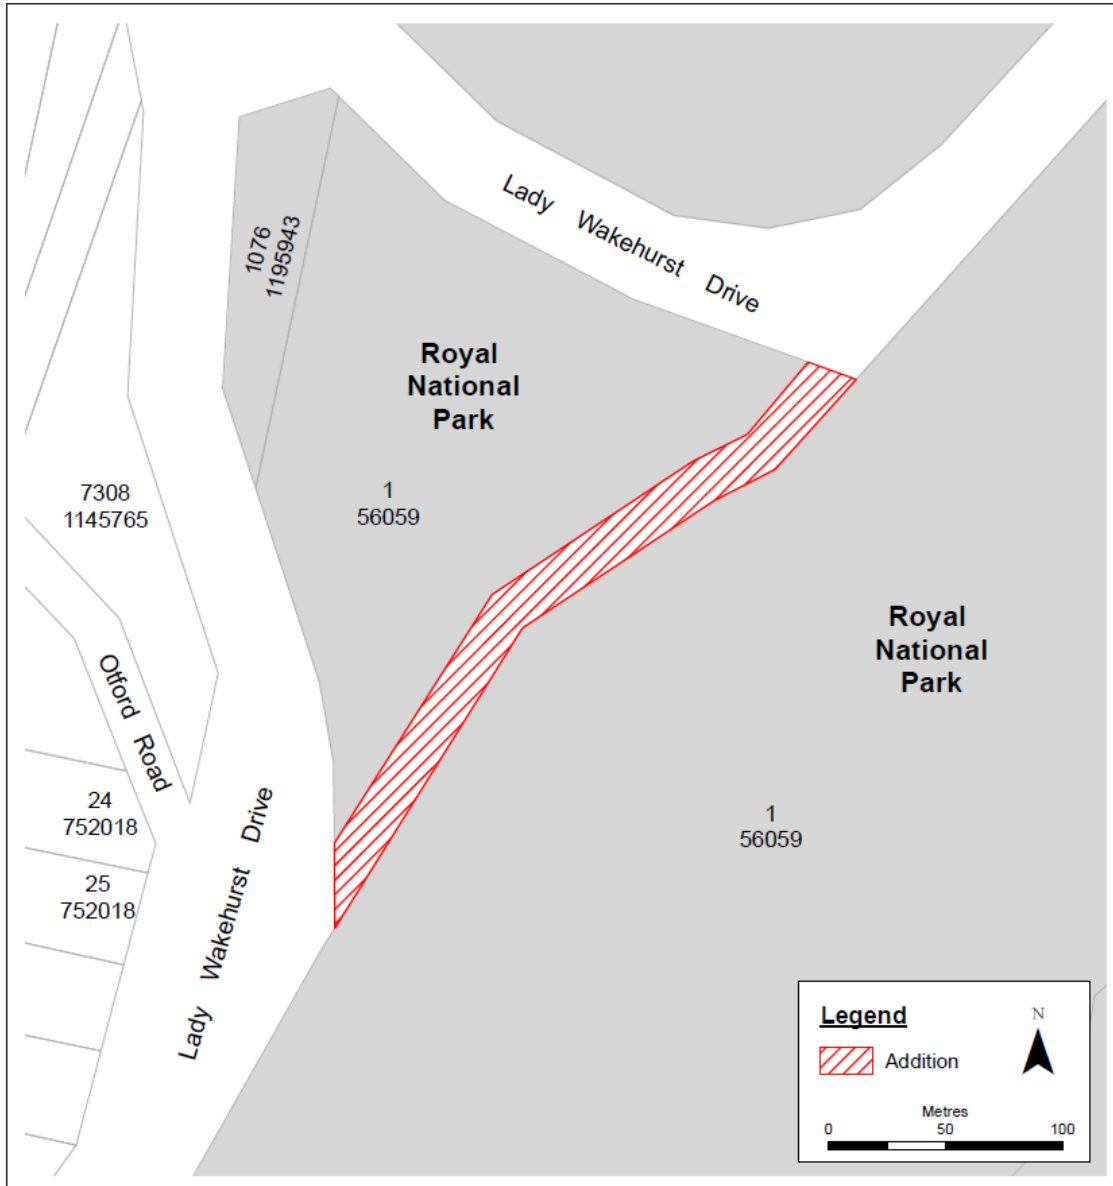 Lady Wakehurst Drive
1076
1195943
Royal
National
Park
7308
1145765
1
56059
Royal
National
Park
Otford Road
24
752018
Lady Wakehurst Drive
1
56059
25
752018
Legend
N
Addition
Metres
0 50 100